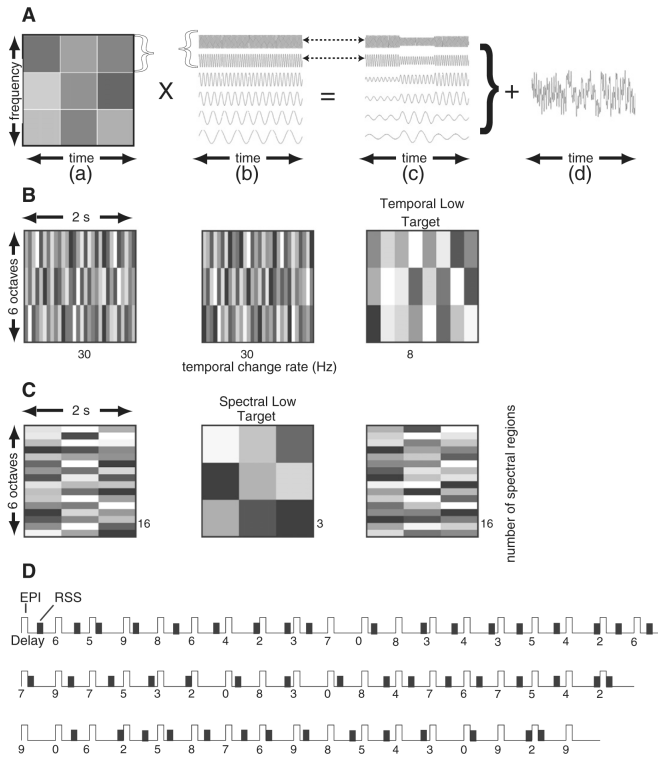 A
frequency
X
=
+
time time time
(a) (b) (c) (d)
B
2 s
Temporal Low
Target
6 octaves
30 30 8
temporal change rate (Hz)
C
2 s
Spectral Low
Target
6 octaves
16 3 16
number of spectral regions
D
EPI RSS
Delay 6 5 9 8 6 4 2 3 7 0 8 3 4 3 5 4 2 6
7 9 7 5 3 2 0 8 3 0 8 4 7 6 7 5 4 2
9 0 6 2 5 8 7 6 9 8 5 4 3 0 9 2 9